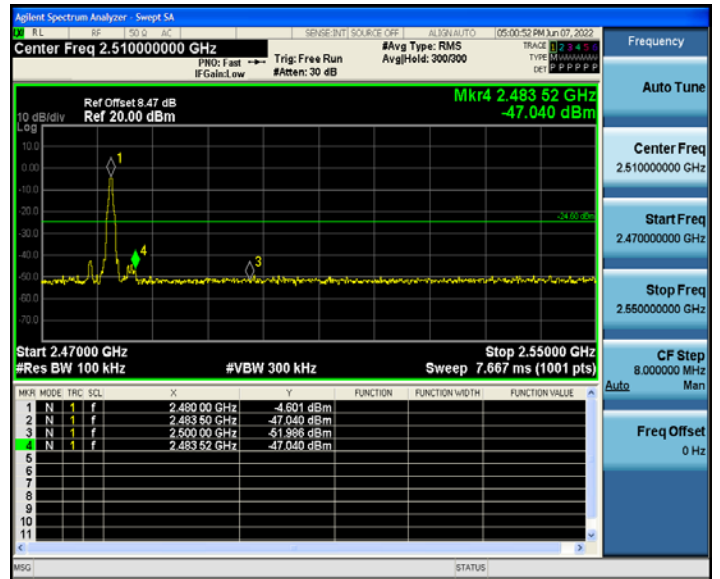 Agilent Spectrum Analyzer - Swept SA
RL RF 50 Ω AC SENSE:INT SOURCE OFF ALIGNAUTO 05:00:52 PM Jun 07, 2022
Center Freq 2.510000000 GHz
PNO: Fast
IFGain:Low
Trig: Free Run
#Atten: 30 dB
#Avg Type: RMS
Avg|Hold: 300/300
TRACE 1 2 3 4 5 6
TYPE M
DET P P P P P P
Ref Offset 8.47 dB
10 dB/div Ref 20.00 dBm
Log
Mkr4 2.483 52 GHz
-47.040 dBm
10.0
0.00
-10.0
-20.0
-30.0
-40.0
-50.0
-60.0
-70.0
1
4
3
-24.60 dBm
Start 2.47000 GHz Stop 2.55000 GHz
#Res BW 100 kHz #VBW 300 kHz Sweep 7.667 ms (1001 pts)
MKR MODE TRC SCL X Y FUNCTION FUNCTION WIDTH FUNCTION VALUE
1 N 1 f 2.480 00 GHz -4.601 dBm
2 N 1 f 2.483 50 GHz -47.040 dBm
3 N 1 f 2.500 00 GHz -51.986 dBm
4 N 1 f 2.483 52 GHz -47.040 dBm
5
6
7
8
9
10
11
MSG STATUS
Frequency
Auto Tune
Center Freq
2.510000000 GHz
Start Freq
2.470000000 GHz
Stop Freq
2.550000000 GHz
CF Step
8.000000 MHz
Auto Man
Freq Offset
0 Hz